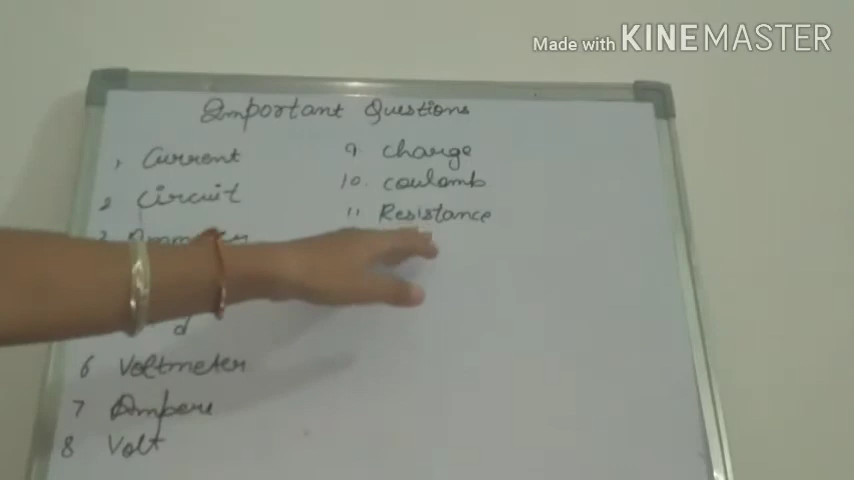 Made with KINEMASTER
Important Questions
1, Current
2, Circuit
6 Voltmeter
7 Ampere
8 Volt
9. Charge
10. Coulomb
11 Resistance